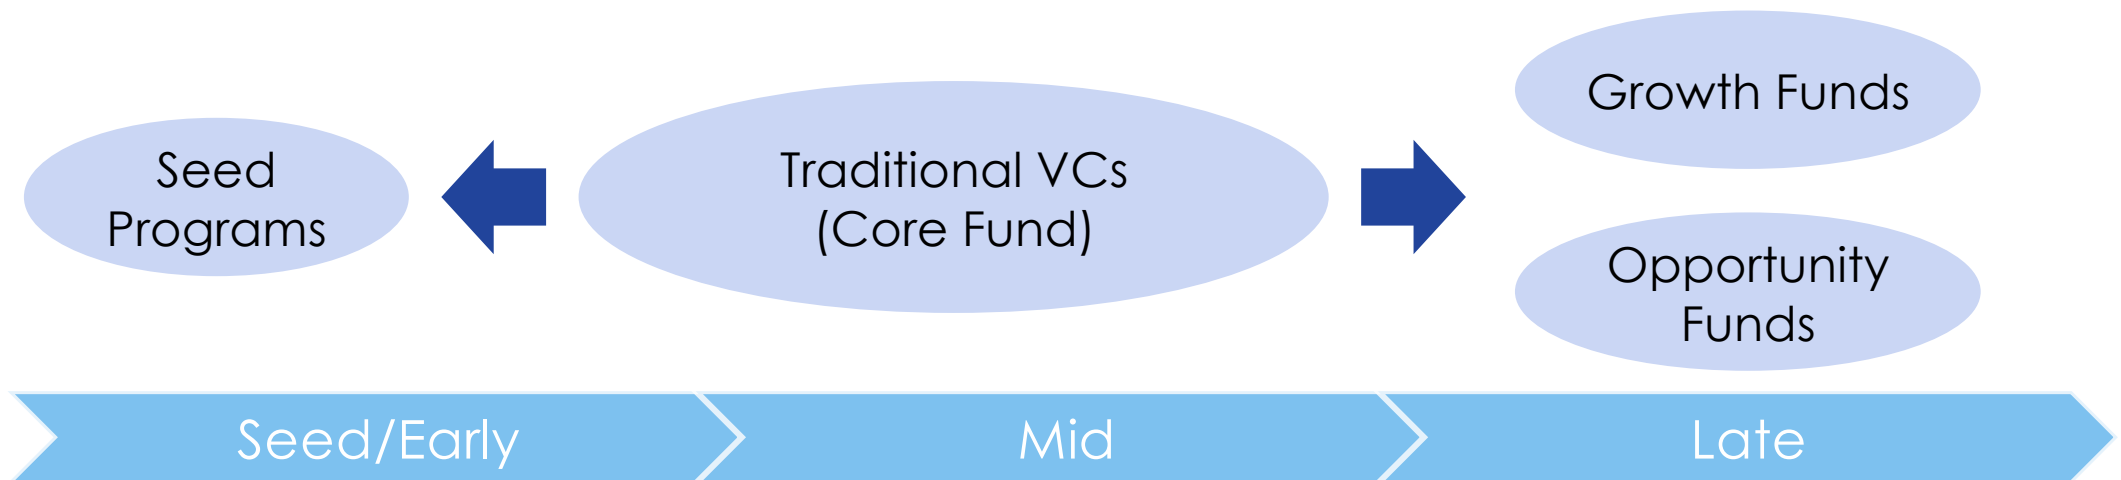 Seed
Programs
Traditional VCs
(Core Fund)
Growth Funds
Opportunity
Funds
Seed/Early
Mid
Late